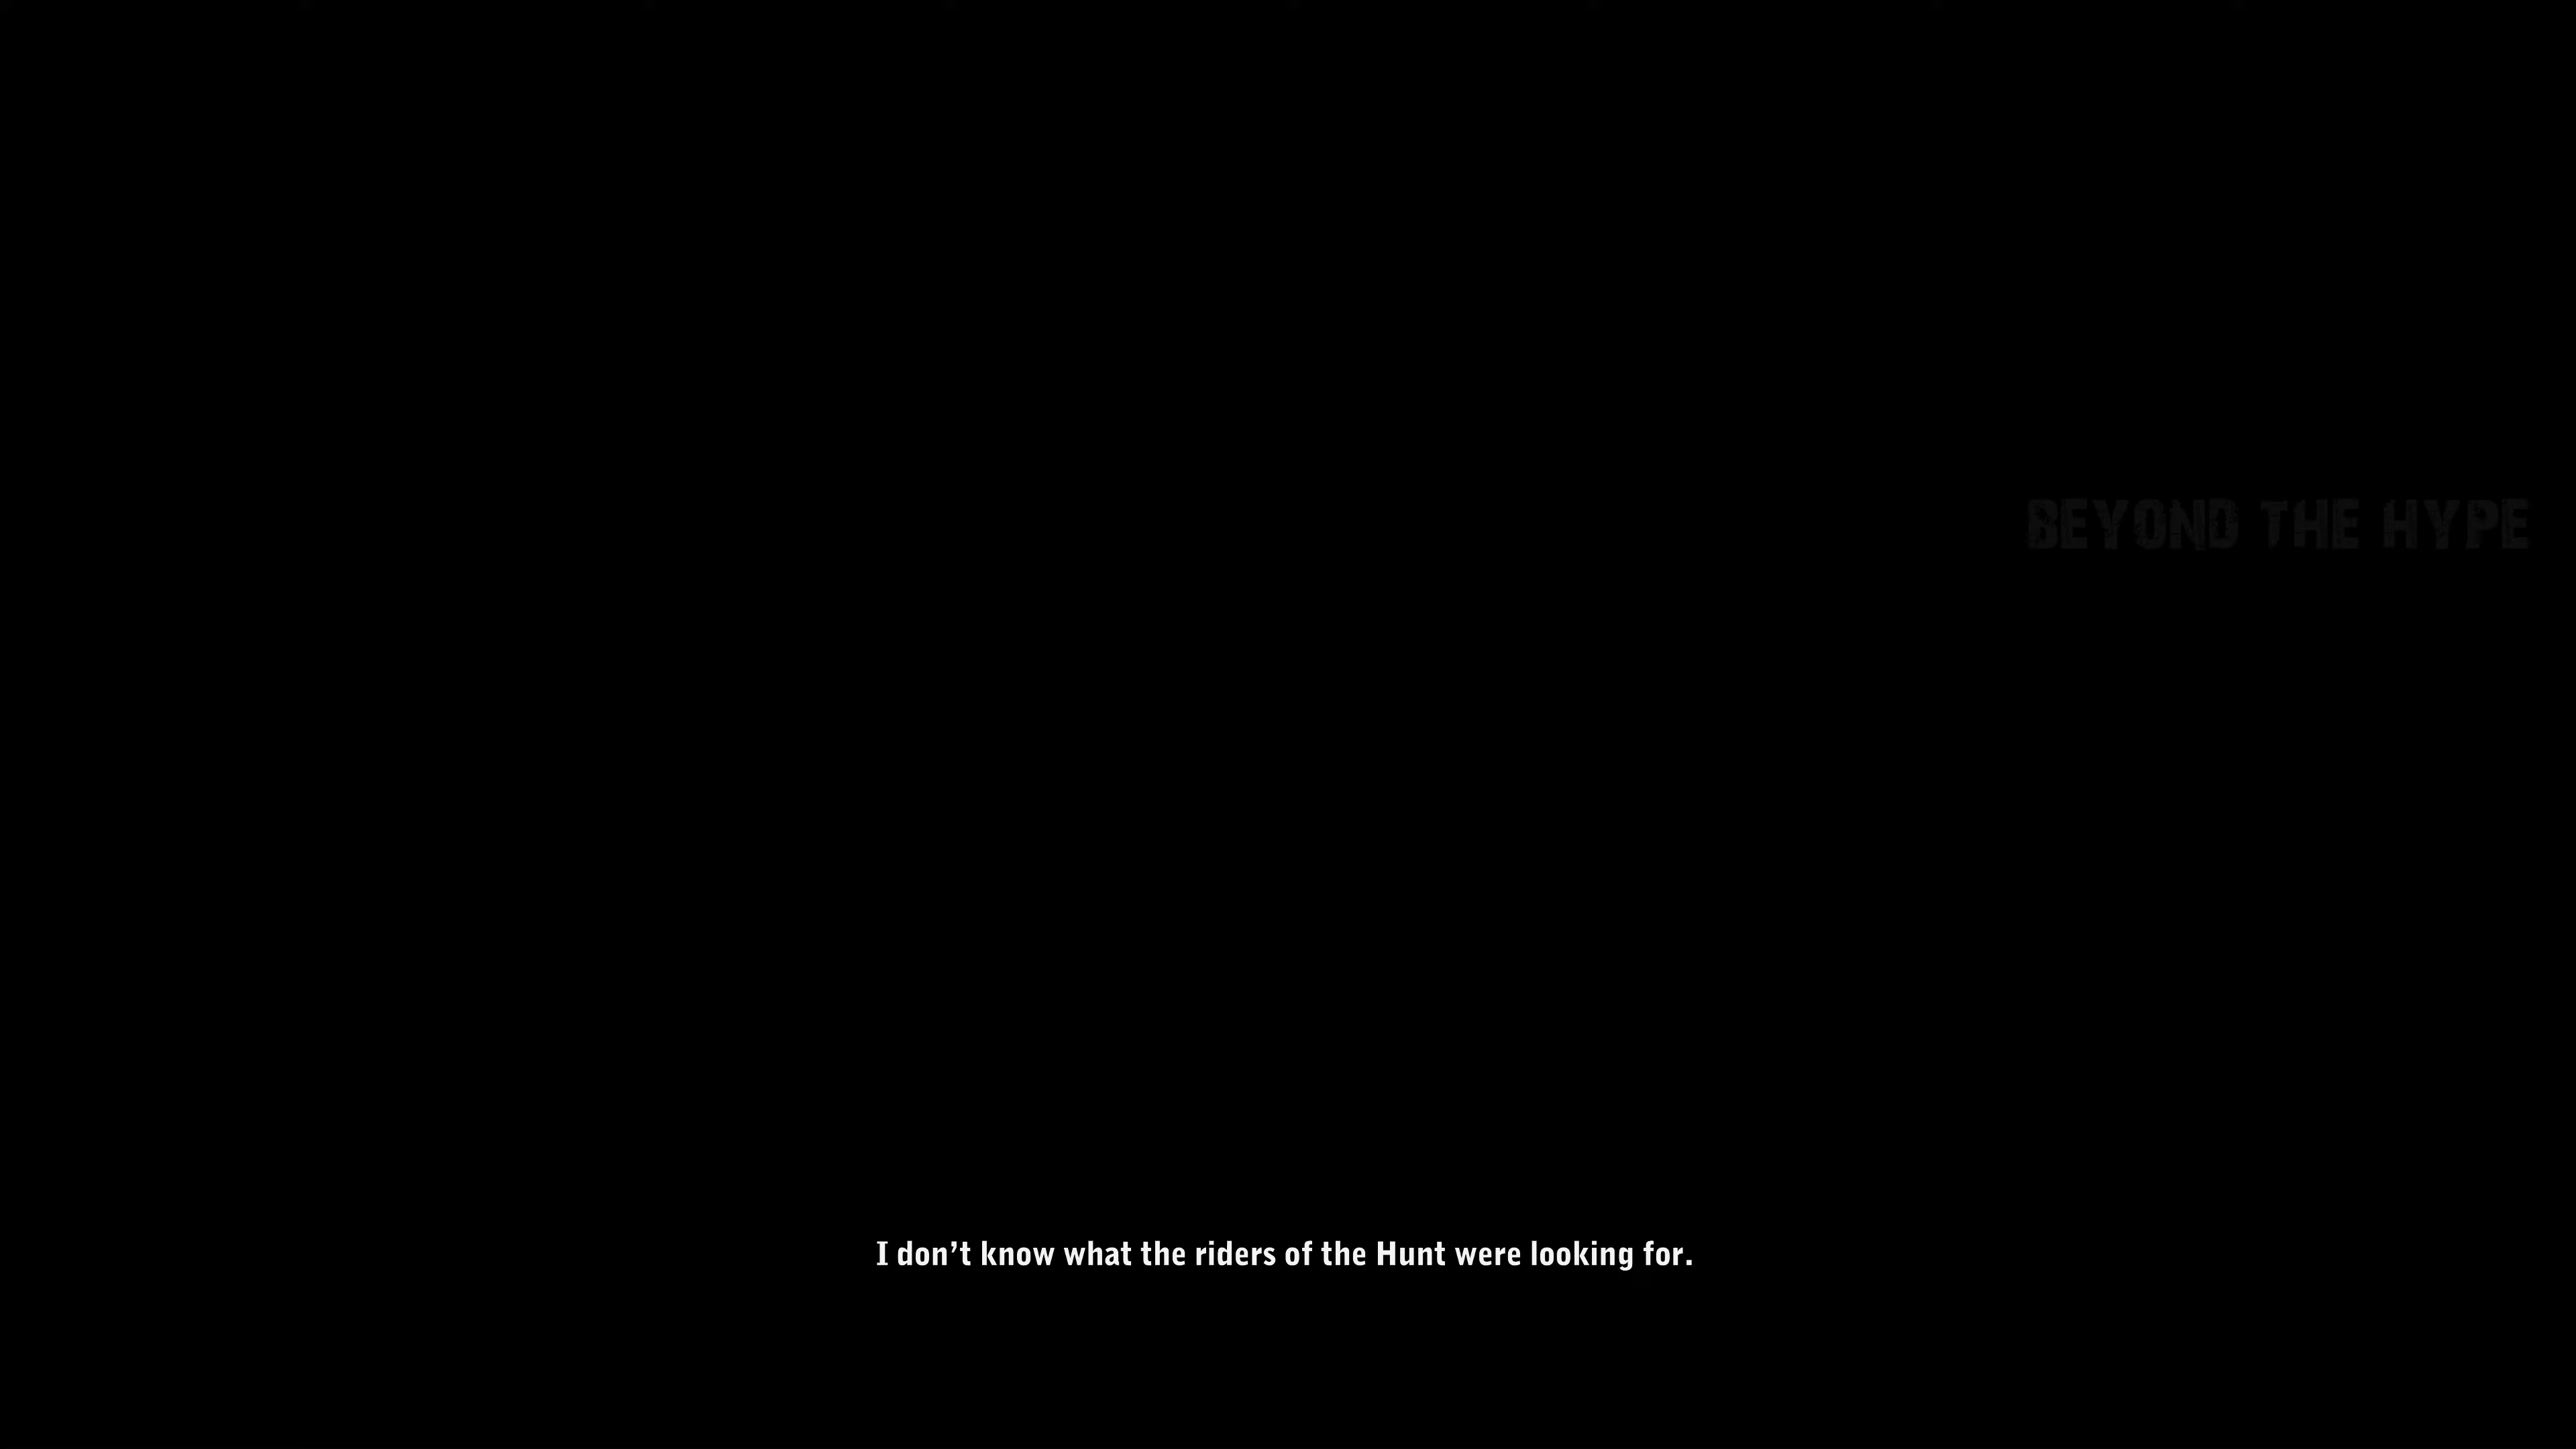 BEYOND THE HYPE
I don't know what the riders of the Hunt were looking for.